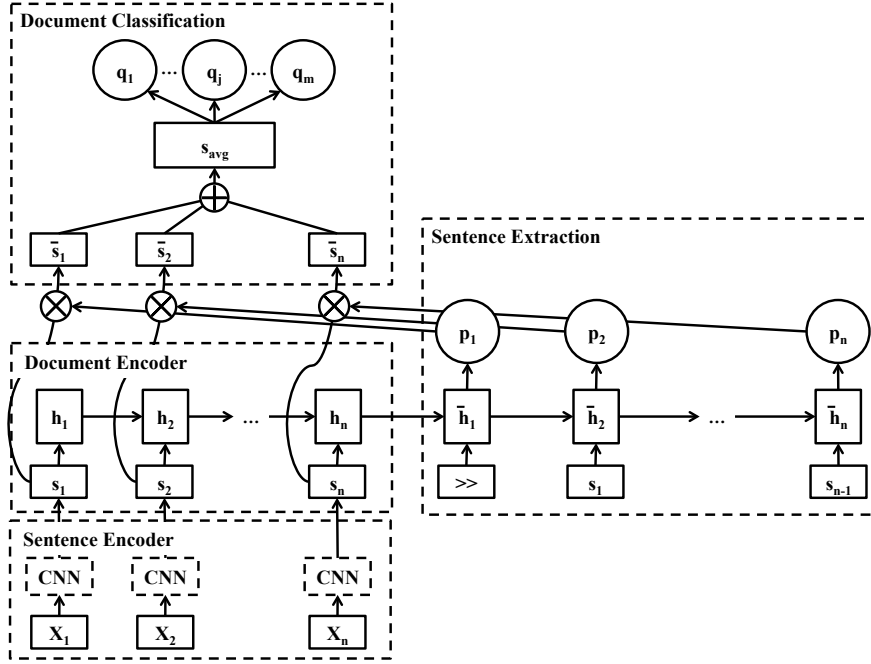 Document Classification
q1 ... qj ... qm
savg
s̄1 s̄2 s̄n
Sentence Extraction
p1 p2 pn
Document Encoder
h1 h2 ... hn h̄1 h̄2 ... h̄n
s1 s2 sn >> s1 sn-1
Sentence Encoder
CNN CNN CNN
X1 X2 Xn